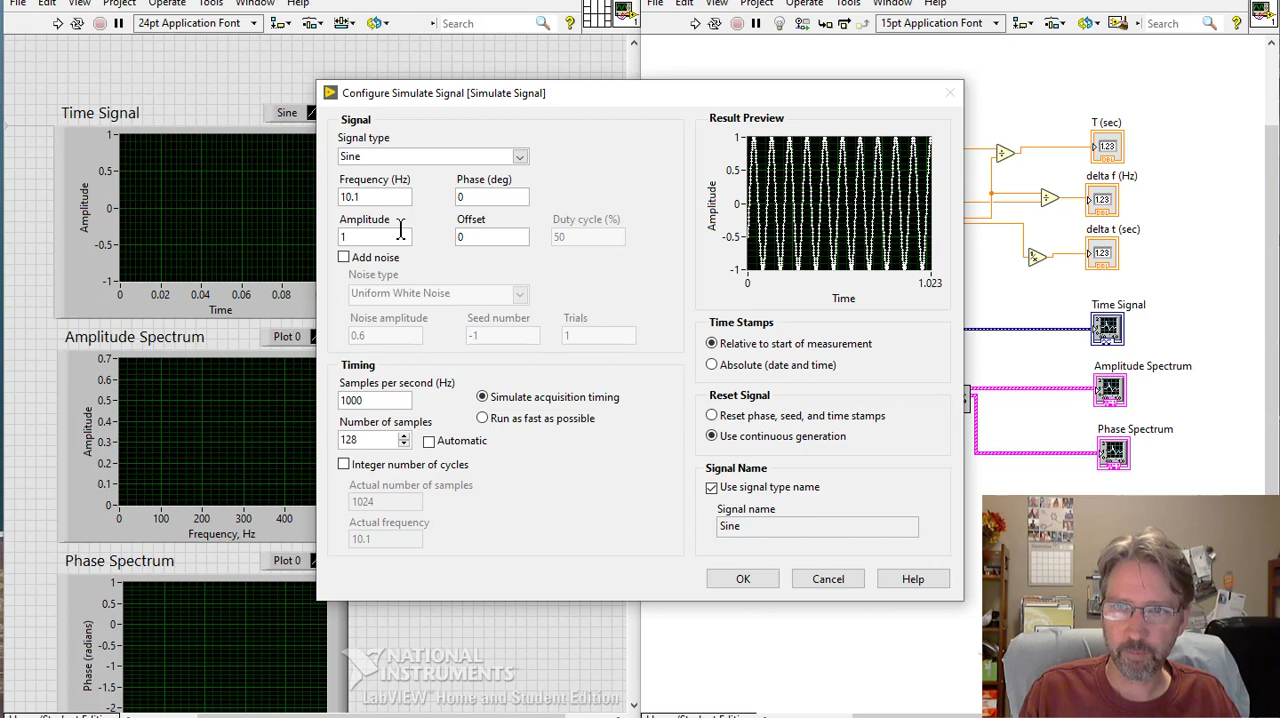 File Edit View Project Operate Tools Window Help
File Edit View Project Operate Tools Window Help
24pt Application Font
Search
15pt Application Font
Search
Configure Simulate Signal [Simulate Signal]
Signal
Signal type
Sine
Frequency (Hz) Phase (deg)
10.1 0
Amplitude Offset Duty cycle (%)
1 0 50
Add noise
Noise type
Uniform White Noise
Noise amplitude Seed number Trials
0.6 -1 1
Timing
Samples per second (Hz)
1000
Simulate acquisition timing
Run as fast as possible
Number of samples
128
Automatic
Integer number of cycles
Actual number of samples
1024
Actual frequency
10.1
Result Preview
1
0.5
0
-0.5
-1
Amplitude
0 1.023
Time
Time Stamps
Relative to start of measurement
Absolute (date and time)
Reset Signal
Reset phase, seed, and time stamps
Use continuous generation
Signal Name
Use signal type name
Signal name
Sine
OK Cancel Help
Time Signal
Sine
1
0.5
0
-0.5
-1
Amplitude
0 0.02 0.04 0.06 0.08
Time
Amplitude Spectrum
Plot 0
0.7
0.6
0.5
0.4
0.3
0.2
0.1
0
Amplitude
0 100 200 300 400
Frequency, Hz
Phase Spectrum
Plot 0
1
0.5
0
-0.5
-1
-1.5
Phase (radians)
T (sec)
1.23
delta f (Hz)
1.23
delta t (sec)
1.23
Time Signal
Amplitude Spectrum
Phase Spectrum
NATIONAL
INSTRUMENTS
LabVIEW™ Home and Student Edition